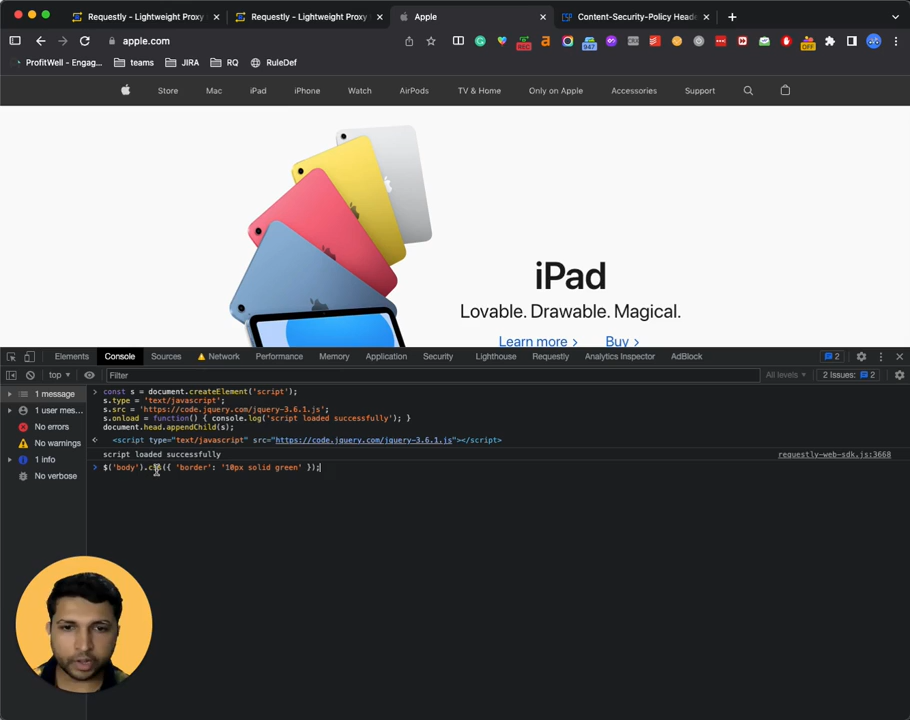 Requestly - Lightweight Proxy
Requestly - Lightweight Proxy
Apple
Content-Security-Policy Heade
apple.com
REC
947
OFF
ProfitWell - Engag...
teams
JIRA
RQ
RuleDef
Store
Mac
iPad
iPhone
Watch
AirPods
TV & Home
Only on Apple
Accessories
Support
iPad
Lovable. Drawable. Magical.
Learn more >
Buy >
Elements
Console
Sources
Network
Performance
Memory
Application
Security
Lighthouse
Requestly
Analytics Inspector
AdBlock
2
top
Filter
All levels
2 Issues: 2
1 message
1 user mes...
No errors
No warnings
1 info
No verbose
const s = document.createElement('script');
s.type = 'text/javascript';
s.src = 'https://code.jquery.com/jquery-3.6.1.js';
s.onload = function() { console.log('script loaded successfully'); }
document.head.appendChild(s);
<script type="text/javascript" src="https://code.jquery.com/jquery-3.6.1.js"></script>
script loaded successfully
requestly-web-sdk.js:3668
$('body').css({ 'border': '10px solid green' });